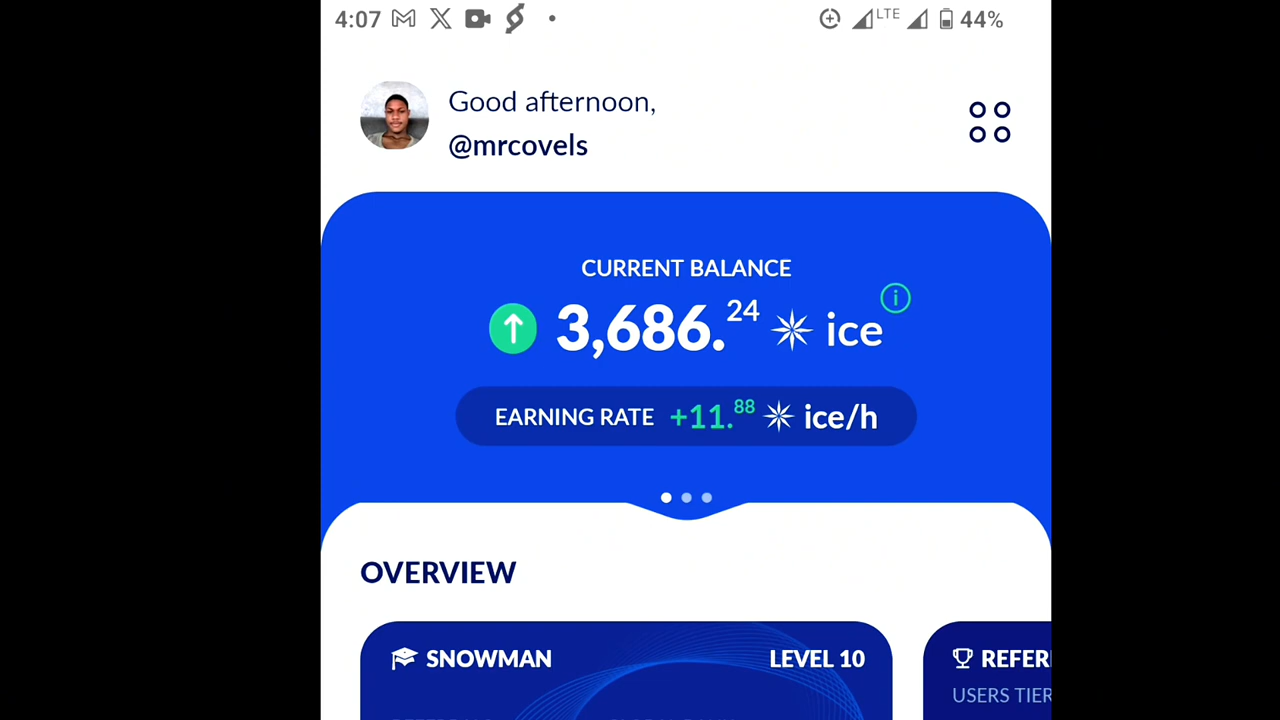 4:07 LTE 44%
Good afternoon,
@mrcovels
CURRENT BALANCE
3,686.24 ice
EARNING RATE +11.88 ice/h
OVERVIEW
SNOWMAN LEVEL 10
REFER
USERS TIER